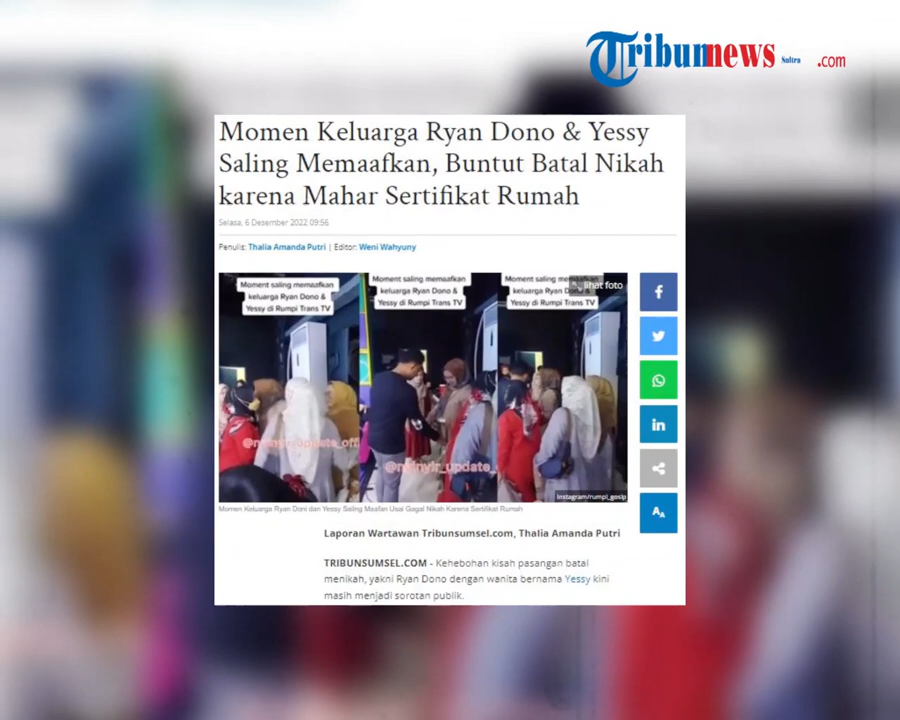 Tribunnews Sultra .com
Momen Keluarga Ryan Dono & Yessy
Saling Memaafkan, Buntut Batal Nikah
karena Mahar Sertifikat Rumah
Selasa, 6 Desember 2022 09:56
Penulis: Thalia Amanda Putri | Editor: Weni Wahyuny
Moment saling memaafkan
keluarga Ryan Dono &
Yessy di Rumpi Trans TV
Moment saling memaafkan
keluarga Ryan Dono &
Yessy di Rumpi Trans TV
Moment saling memaafkan
keluarga Ryan Dono &
Yessy di Rumpi Trans TV
lihat foto
instagram/rumpi_gosip
Momen Keluarga Ryan Doni dan Yessy Saling Maafan Usai Gagal Nikah Karena Sertifikat Rumah
Laporan Wartawan Tribunsumsel.com, Thalia Amanda Putri
TRIBUNSUMSEL.COM - Kehebohan kisah pasangan batal
menikah, yakni Ryan Dono dengan wanita bernama Yessy kini
masih menjadi sorotan publik.